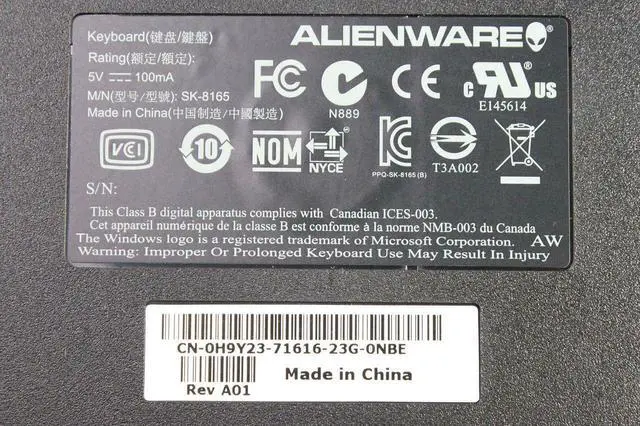 Keyboard(键盘/鍵盤)
ALIENWARE
Rating(额定/額定)
5V ⎓ 100mA
M/N(型号/型號): SK-8165
Made in China(中国制造/中國製造)
FC
N889
CE
c UL US
E145614
VCI
10
NOM
NYCE
PPQ-SK-8165 (B)
T3A002
S/N:
This Class B digital apparatus complies with Canadian ICES-003.
Cet appareil numérique de la classe B est conforme à la norme NMB-003 du Canada
The Windows logo is a registered trademark of Microsoft Corporation. AW
Warning: Improper Or Prolonged Keyboard Use May Result In Injury
CN-0H9Y23-71616-23G-0NBE
Rev A01
Made in China